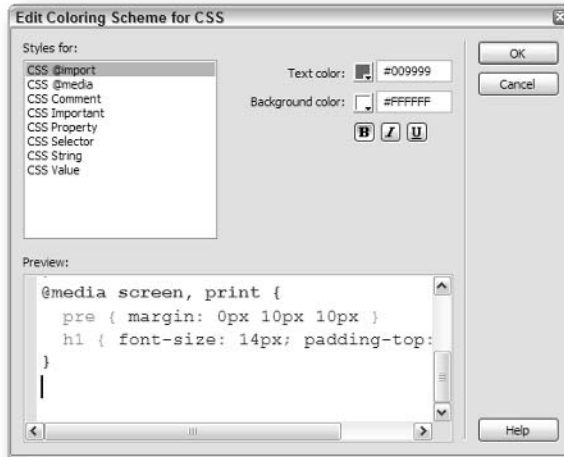 Edit Coloring Scheme for CSS
Styles for:
CSS @import
CSS @media
CSS Comment
CSS Important
CSS Property
CSS Selector
CSS String
CSS Value
Text color: #009999
Background color: #FFFFFF
B I U
OK
Cancel
Preview:
@media screen, print {
pre { margin: 0px 10px 10px }
h1 { font-size: 14px; padding-top:
}
Help